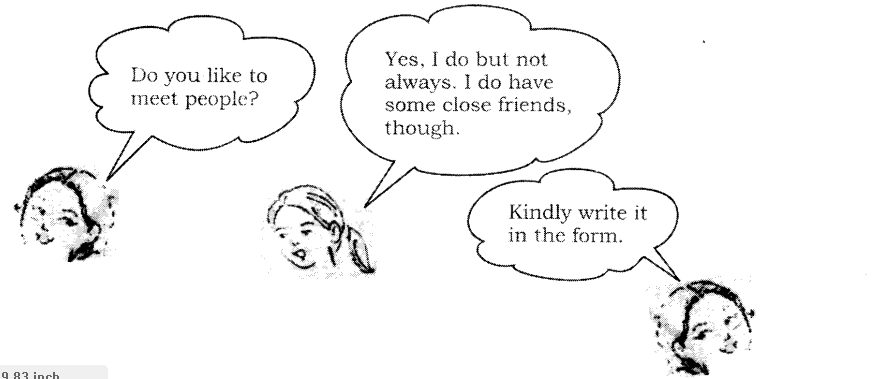 Do you like to
meet people?
Yes, I do but not
always. I do have
some close friends,
though.
Kindly write it
in the form.
9.83 inch